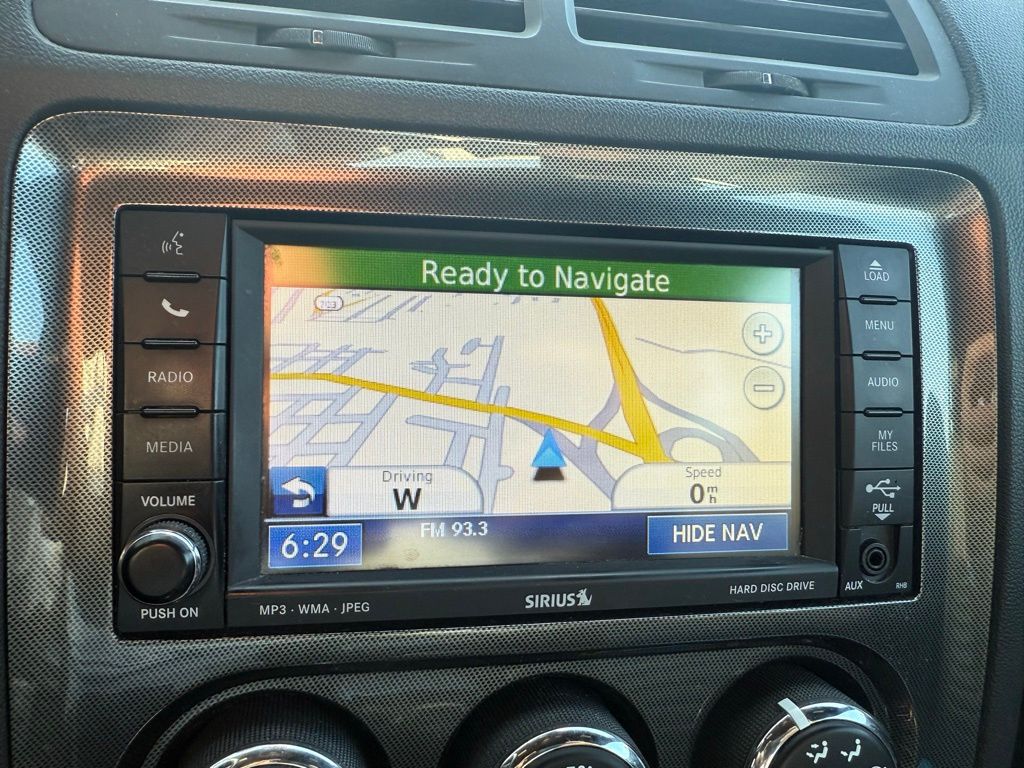 Ready to Navigate
Driving
W
Speed
0 mh
6:29
FM 93.3
HIDE NAV
RADIO
MEDIA
VOLUME
PUSH ON
LOAD
MENU
AUDIO
MY
FILES
PULL
AUX
RHB
MP3 · WMA · JPEG
SIRIUS
HARD DISC DRIVE